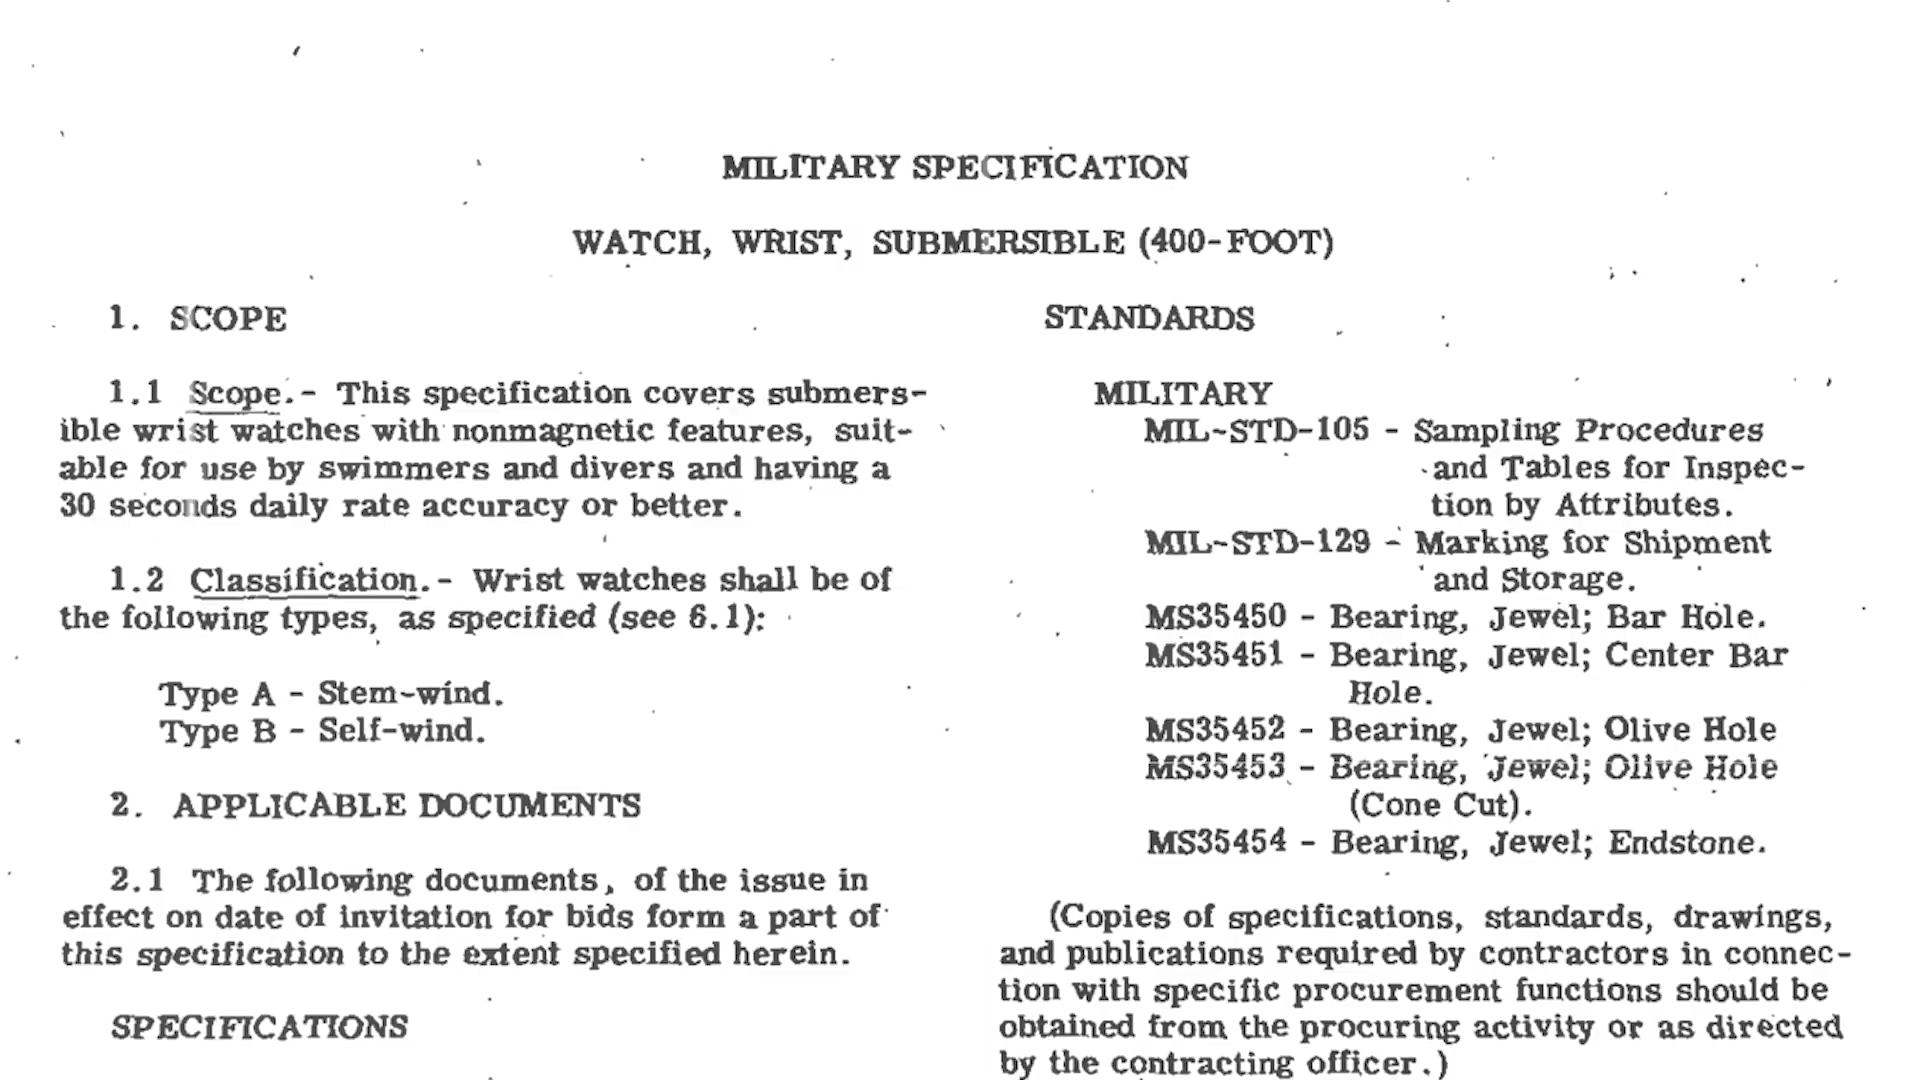 MILITARY SPECIFICATION
WATCH, WRIST, SUBMERSIBLE (400-FOOT)
1. SCOPE
1.1 Scope.- This specification covers submers-
ible wrist watches with nonmagnetic features, suit-
able for use by swimmers and divers and having a
30 seconds daily rate accuracy or better.
1.2 Classification.- Wrist watches shall be of
the following types, as specified (see 6.1):
Type A - Stem-wind.
Type B - Self-wind.
2. APPLICABLE DOCUMENTS
2.1 The following documents, of the issue in
effect on date of invitation for bids form a part of
this specification to the extent specified herein.
SPECIFICATIONS
STANDARDS
MILITARY
MIL-STD-105 - Sampling Procedures
and Tables for Inspec-
tion by Attributes.
MIL-STD-129 - Marking for Shipment
and Storage.
MS35450 - Bearing, Jewel; Bar Hole.
MS35451 - Bearing, Jewel; Center Bar
Hole.
MS35452 - Bearing, Jewel; Olive Hole
MS35453 - Bearing, Jewel; Olive Hole
(Cone Cut).
MS35454 - Bearing, Jewel; Endstone.
(Copies of specifications, standards, drawings,
and publications required by contractors in connec-
tion with specific procurement functions should be
obtained from the procuring activity or as directed
by the contracting officer.)